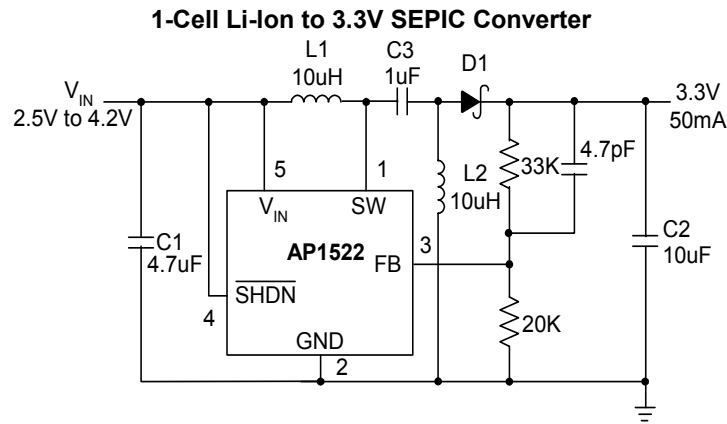 1-Cell Li-Ion to 3.3V SEPIC Converter
L1
10uH
C3
1uF
D1
VIN
2.5V to 4.2V
3.3V
50mA
33K
4.7pF
L2
10uH
5
1
VIN
SW
AP1522
3
FB
C1
4.7uF
C2
10uF
SHDN
4
20K
GND
2